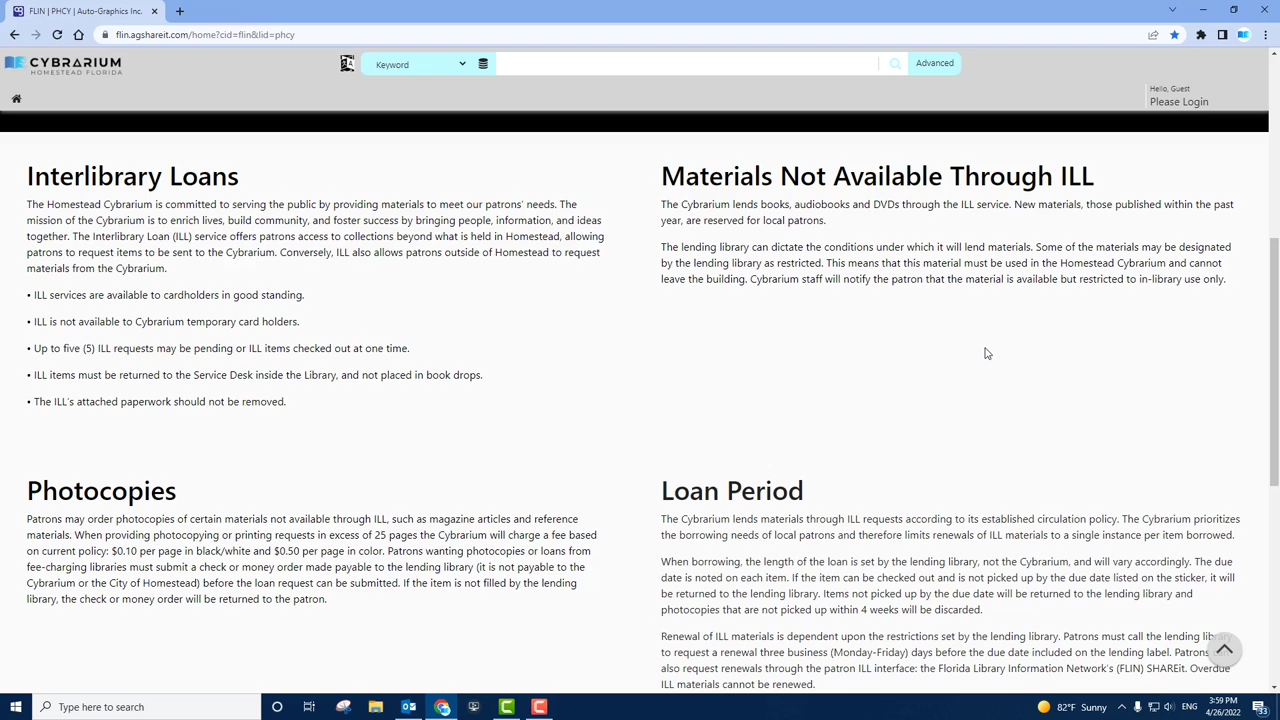 FLIN | PHCY | Auto-Graphics Inc.
flin.agshareit.com/home?cid=flin&lid=phcy
CYBRARIUM
HOMESTEAD FLORIDA
Keyword
Advanced
Hello, Guest
Please Login
Interlibrary Loans
The Homestead Cybrarium is committed to serving the public by providing materials to meet our patrons' needs. The
mission of the Cybrarium is to enrich lives, build community, and foster success by bringing people, information, and ideas
together. The Interlibrary Loan (ILL) service offers patrons access to collections beyond what is held in Homestead, allowing
patrons to request items to be sent to the Cybrarium. Conversely, ILL also allows patrons outside of Homestead to request
materials from the Cybrarium.
• ILL services are available to cardholders in good standing.
• ILL is not available to Cybrarium temporary card holders.
• Up to five (5) ILL requests may be pending or ILL items checked out at one time.
• ILL items must be returned to the Service Desk inside the Library, and not placed in book drops.
• The ILL's attached paperwork should not be removed.
Materials Not Available Through ILL
The Cybrarium lends books, audiobooks and DVDs through the ILL service. New materials, those published within the past
year, are reserved for local patrons.
The lending library can dictate the conditions under which it will lend materials. Some of the materials may be designated
by the lending library as restricted. This means that this material must be used in the Homestead Cybrarium and cannot
leave the building. Cybrarium staff will notify the patron that the material is available but restricted to in-library use only.
Photocopies
Patrons may order photocopies of certain materials not available through ILL, such as magazine articles and reference
materials. When providing photocopying or printing requests in excess of 25 pages the Cybrarium will charge a fee based
on current policy: $0.10 per page in black/white and $0.50 per page in color. Patrons wanting photocopies or loans from
fee-charging libraries must submit a check or money order made payable to the lending library (it is not payable to the
Cybrarium or the City of Homestead) before the loan request can be submitted. If the item is not filled by the lending
library, the check or money order will be returned to the patron.
Loan Period
The Cybrarium lends materials through ILL requests according to its established circulation policy. The Cybrarium prioritizes
the borrowing needs of local patrons and therefore limits renewals of ILL materials to a single instance per item borrowed.
When borrowing, the length of the loan is set by the lending library, not the Cybrarium, and will vary accordingly. The due
date is noted on each item. If the item can be checked out and is not picked up by the due date listed on the sticker, it will
be returned to the lending library. Items not picked up by the due date will be returned to the lending library and
photocopies that are not picked up within 4 weeks will be discarded.
Renewal of ILL materials is dependent upon the restrictions set by the lending library. Patrons must call the lending library
to request a renewal three business (Monday-Friday) days before the due date included on the lending label. Patrons
also request renewals through the patron ILL interface: the Florida Library Information Network's (FLIN) SHAREit. Overdue
ILL materials cannot be renewed.
Type here to search
82°F Sunny
ENG
3:59 PM
4/26/2022
33